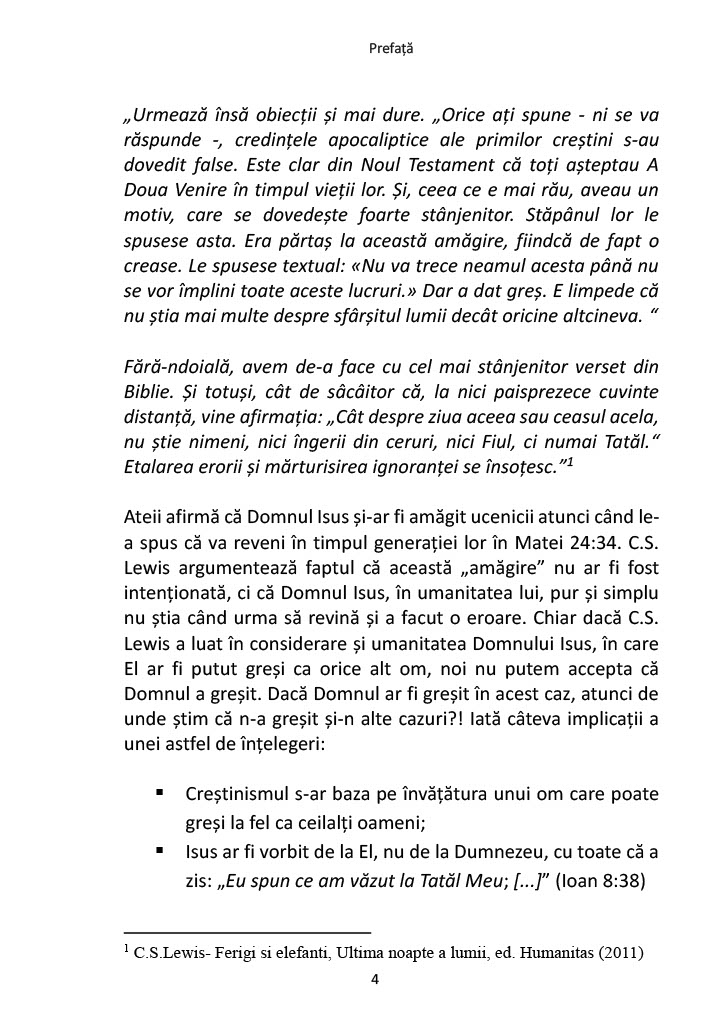 Prefață
„Urmează însă obiecții și mai dure. „Orice ați spune - ni se va
răspunde -, credințele apocaliptice ale primilor creștini s-au
dovedit false. Este clar din Noul Testament că toți așteptau A
Doua Venire în timpul vieții lor. Și, ceea ce e mai rău, aveau un
motiv, care se dovedește foarte stânjenitor. Stăpânul lor le
spusese asta. Era părtaș la această amăgire, fiindcă de fapt o
crease. Le spusese textual: «Nu va trece neamul acesta până nu
se vor împlini toate aceste lucruri.» Dar a dat greș. E limpede că
nu știa mai multe despre sfârșitul lumii decât oricine altcineva. “
Fără-ndoială, avem de-a face cu cel mai stânjenitor verset din
Biblie. Și totuși, cât de sâcâitor că, la nici paisprezece cuvinte
distanță, vine afirmația: „Cât despre ziua aceea sau ceasul acela,
nu știe nimeni, nici îngerii din ceruri, nici Fiul, ci numai Tatăl.“
Etalarea erorii și mărturisirea ignoranței se însoțesc.”1
Ateii afirmă că Domnul Isus și-ar fi amăgit ucenicii atunci când le-
a spus că va reveni în timpul generației lor în Matei 24:34. C.S.
Lewis argumentează faptul că această „amăgire” nu ar fi fost
intenționată, ci că Domnul Isus, în umanitatea lui, pur și simplu
nu știa când urma să revină și a facut o eroare. Chiar dacă C.S.
Lewis a luat în considerare și umanitatea Domnului Isus, în care
El ar fi putut greși ca orice alt om, noi nu putem accepta că
Domnul a greșit. Dacă Domnul ar fi greșit în acest caz, atunci de
unde știm că n-a greșit și-n alte cazuri?! Iată câteva implicații a
unei astfel de înțelegeri:
▪ Creștinismul s-ar baza pe învățătura unui om care poate
greși la fel ca ceilalți oameni;
▪ Isus ar fi vorbit de la El, nu de la Dumnezeu, cu toate că a
zis: „Eu spun ce am văzut la Tatăl Meu; [...]” (Ioan 8:38)
1 C.S.Lewis- Ferigi si elefanti, Ultima noapte a lumii, ed. Humanitas (2011)
4